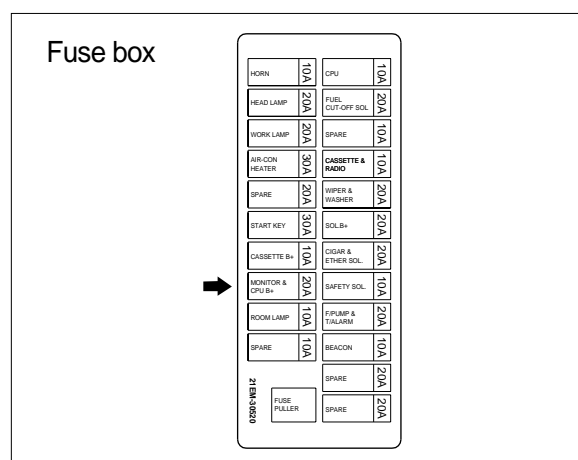 Fuse box
HORN 10A CPU 10A
HEAD LAMP 20A FUEL CUT-OFF SOL 20A
WORK LAMP 20A SPARE 10A
AIR-CON HEATER 30A CASSETTE & RADIO 10A
SPARE 20A WIPER & WASHER 20A
START KEY 30A SOL.B+ 20A
CASSETTE B+ 10A CIGAR & ETHER SOL. 20A
MONITOR & CPU B+ 20A SAFETY SOL. 10A
ROOM LAMP 10A F/PUMP & T/ALARM 20A
SPARE 10A BEACON 10A
SPARE 20A
FUSE PULLER SPARE 20A
21EM-30520